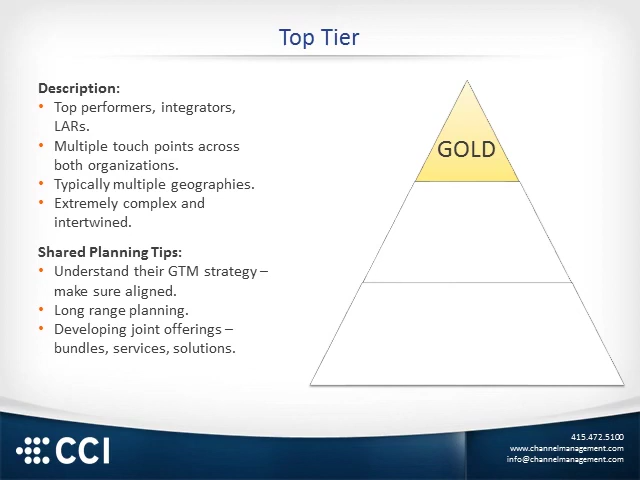 Top Tier
Description:
• Top performers, integrators,
LARs.
• Multiple touch points across
both organizations.
• Typically multiple geographies.
• Extremely complex and
intertwined.
Shared Planning Tips:
• Understand their GTM strategy –
make sure aligned.
• Long range planning.
• Developing joint offerings –
bundles, services, solutions.
GOLD
CCI
415.472.5100
www.channelmanagement.com
info@channelmanagement.com